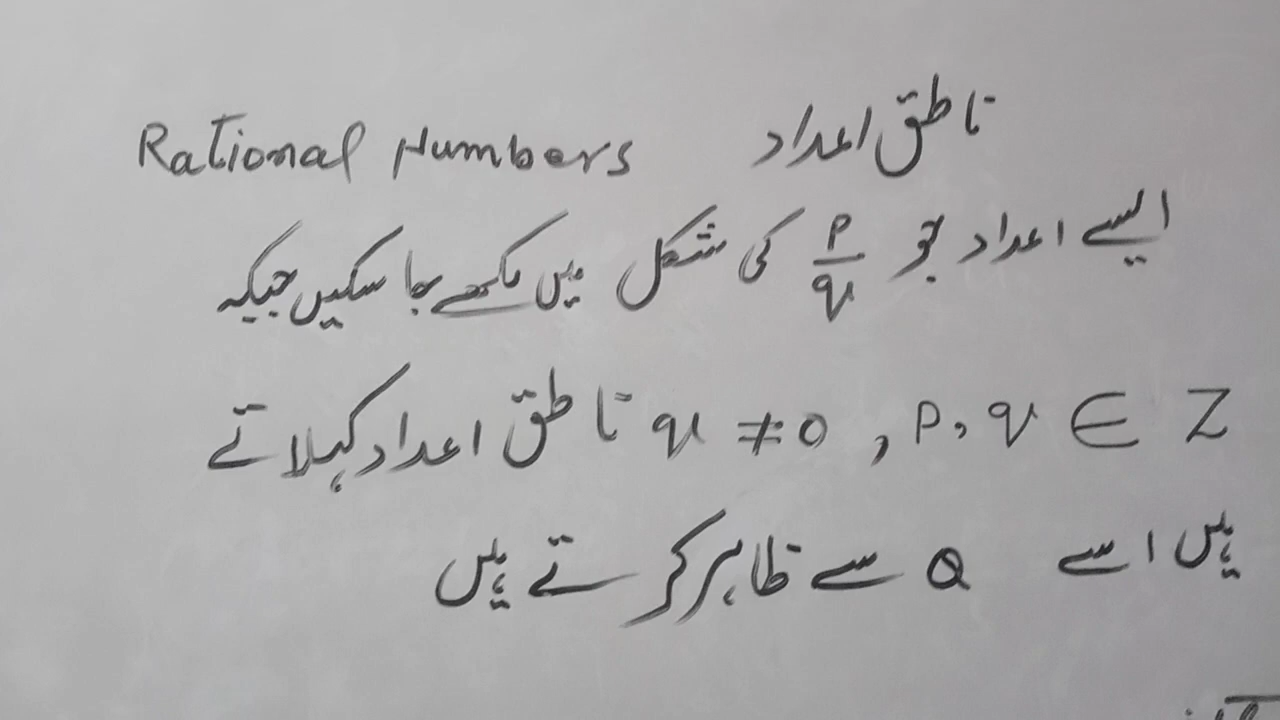 ناطق اعداد Rational Numbers
ایسے اعداد جو P/q کی شکل میں لکھے جا سکیں جبکہ
q ≠ 0 , P, q ∈ Z ناطق اعداد کہلاتے
ہیں اسے Q سے ظاہر کرتے ہیں